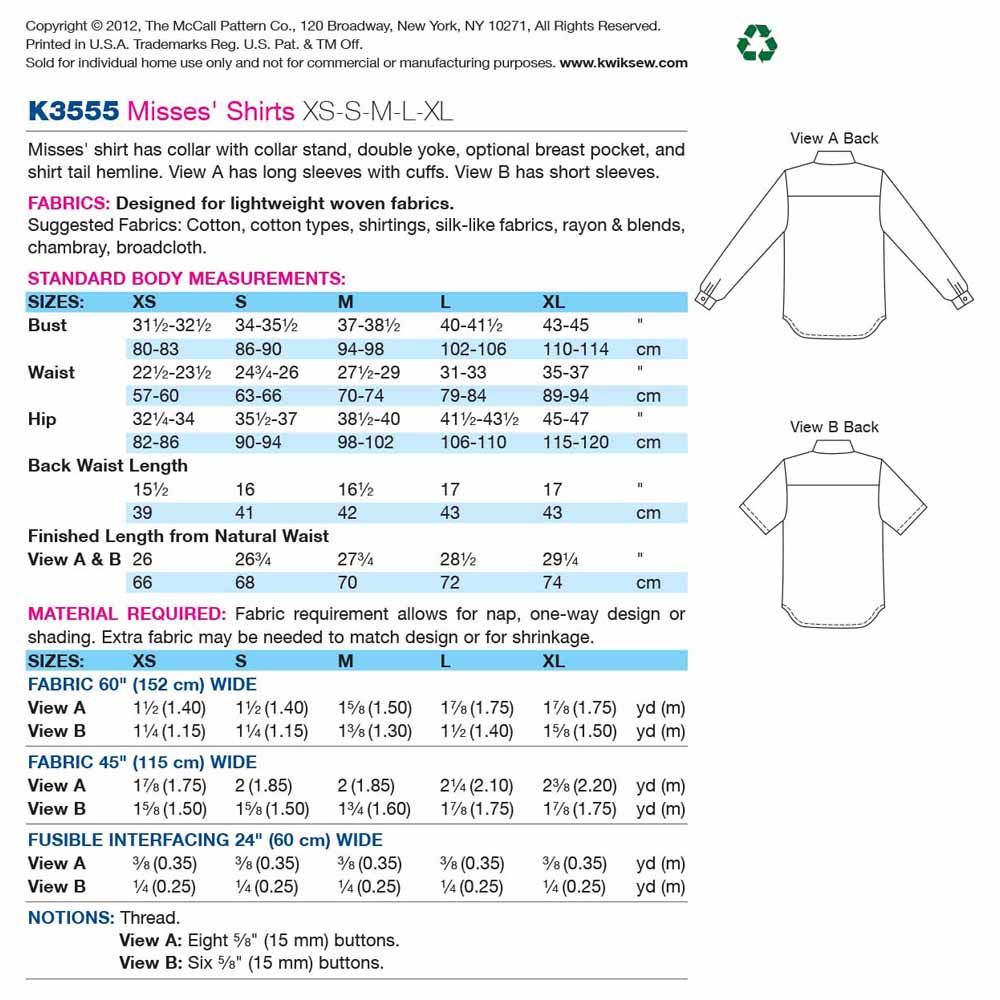 Copyright © 2012, The McCall Pattern Co., 120 Broadway, New York, NY 10271, All Rights Reserved.
Printed in U.S.A. Trademarks Reg. U.S. Pat. & TM Off.
Sold for individual home use only and not for commercial or manufacturing purposes. www.kwiksew.com
K3555 Misses' Shirts XS-S-M-L-XL
Misses' shirt has collar with collar stand, double yoke, optional breast pocket, and
shirt tail hemline. View A has long sleeves with cuffs. View B has short sleeves.
FABRICS: Designed for lightweight woven fabrics.
Suggested Fabrics: Cotton, cotton types, shirtings, silk-like fabrics, rayon & blends,
chambray, broadcloth.
STANDARD BODY MEASUREMENTS:
SIZES: XS S M L XL
Bust 31½-32½ 34-35½ 37-38½ 40-41½ 43-45 "
80-83 86-90 94-98 102-106 110-114 cm
Waist 22½-23½ 24¾-26 27½-29 31-33 35-37 "
57-60 63-66 70-74 79-84 89-94 cm
Hip 32¼-34 35½-37 38½-40 41½-43½ 45-47 "
82-86 90-94 98-102 106-110 115-120 cm
Back Waist Length
15½ 16 16½ 17 17 "
39 41 42 43 43 cm
Finished Length from Natural Waist
View A & B 26 26¾ 27¾ 28½ 29¼ "
66 68 70 72 74 cm
MATERIAL REQUIRED: Fabric requirement allows for nap, one-way design or
shading. Extra fabric may be needed to match design or for shrinkage.
SIZES: XS S M L XL
FABRIC 60" (152 cm) WIDE
View A 1½ (1.40) 1½ (1.40) 1⅝ (1.50) 1⅞ (1.75) 1⅞ (1.75) yd (m)
View B 1¼ (1.15) 1¼ (1.15) 1⅜ (1.30) 1½ (1.40) 1⅝ (1.50) yd (m)
FABRIC 45" (115 cm) WIDE
View A 1⅞ (1.75) 2 (1.85) 2 (1.85) 2¼ (2.10) 2⅜ (2.20) yd (m)
View B 1⅝ (1.50) 1⅝ (1.50) 1¾ (1.60) 1⅞ (1.75) 1⅞ (1.75) yd (m)
FUSIBLE INTERFACING 24" (60 cm) WIDE
View A ⅜ (0.35) ⅜ (0.35) ⅜ (0.35) ⅜ (0.35) ⅜ (0.35) yd (m)
View B ¼ (0.25) ¼ (0.25) ¼ (0.25) ¼ (0.25) ¼ (0.25) yd (m)
NOTIONS: Thread.
View A: Eight ⅝" (15 mm) buttons.
View B: Six ⅝" (15 mm) buttons.
View A Back
View B Back